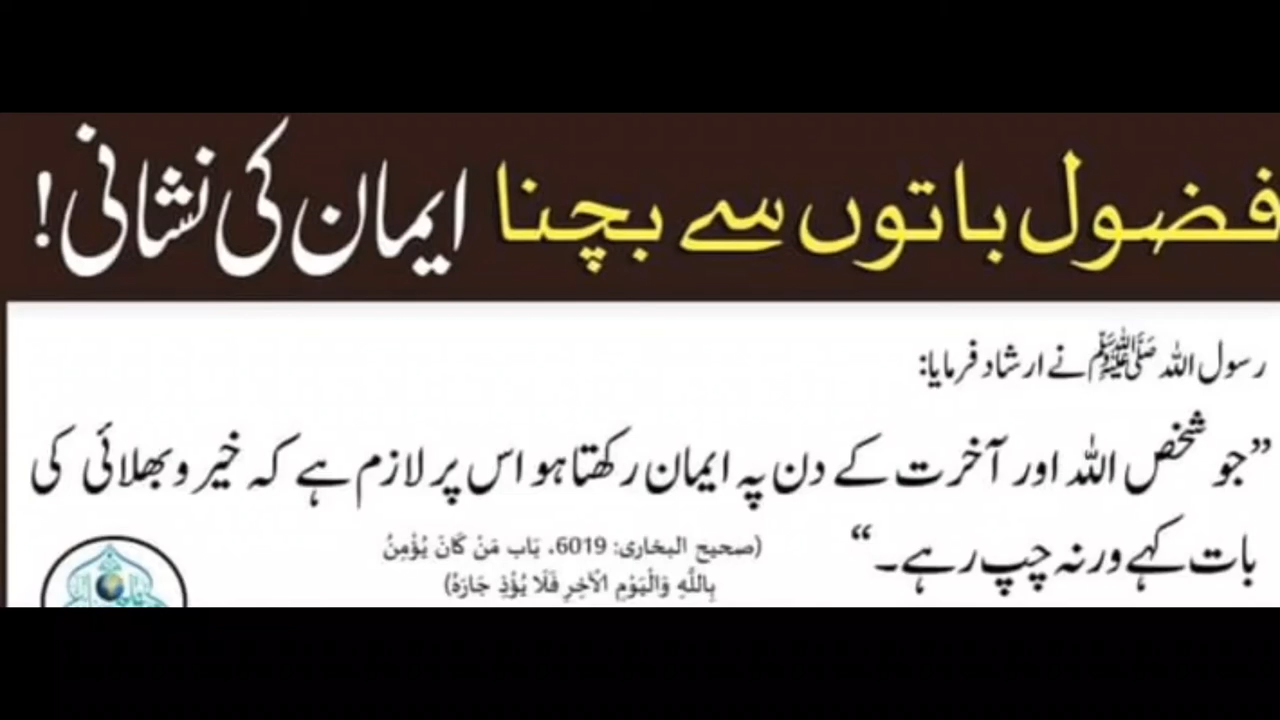 فضول باتوں سے بچنا ایمان کی نشانی!
رسول اللہ ﷺ نے ارشاد فرمایا:
”جو شخص اللہ اور آخرت کے دن پہ ایمان رکھتا ہو اس پر لازم ہے کہ خیر و بھلائی کی
بات کہے ورنہ چپ رہے۔“
(صحیح البخاری: 6019، بَاب مَنْ كَانَ يُؤْمِنُ
بِاللَّهِ وَالْيَوْمِ الْآخِرِ فَلَا يُؤْذِ جَارَهُ)